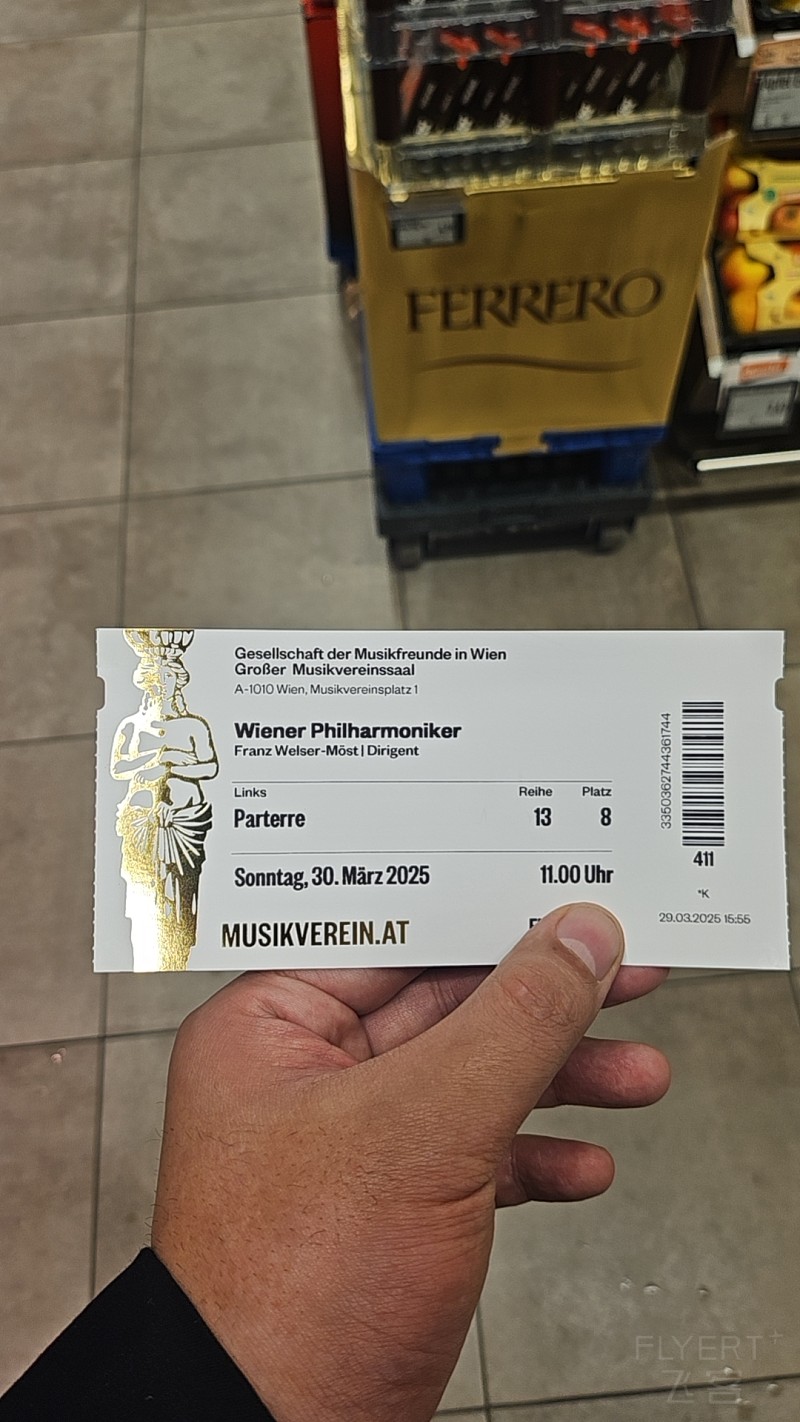 FERRERO
Gesellschaft der Musikfreunde in Wien
Großer Musikvereinssaal
A-1010 Wien, Musikvereinsplatz 1
Wiener Philharmoniker
Franz Welser-Möst | Dirigent
Links Reihe Platz
Parterre 13 8
Sonntag, 30. März 2025 11.00 Uhr
MUSIKVEREIN.AT
3350362744361744
411
*K
29.03.2025 15:55
FLYERT+
飞客